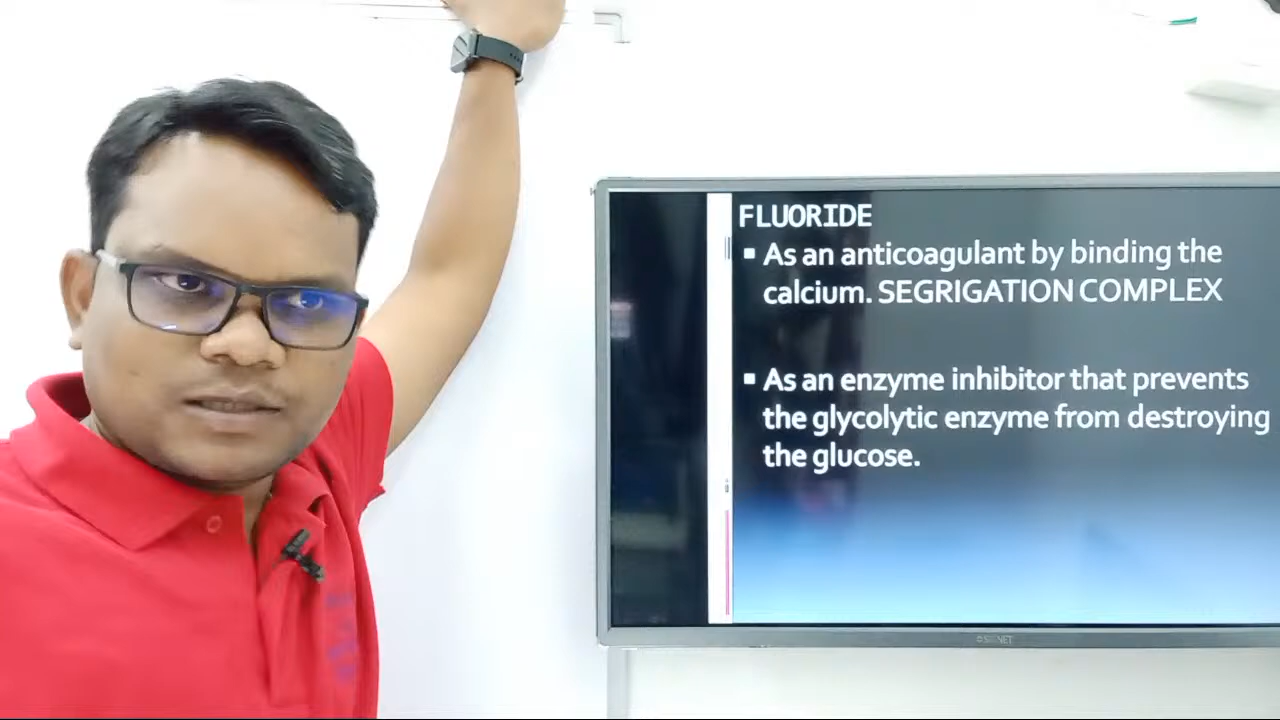 FLUORIDE
▪ As an anticoagulant by binding the
calcium. SEGRIGATION COMPLEX
▪ As an enzyme inhibitor that prevents
the glycolytic enzyme from destroying
the glucose.